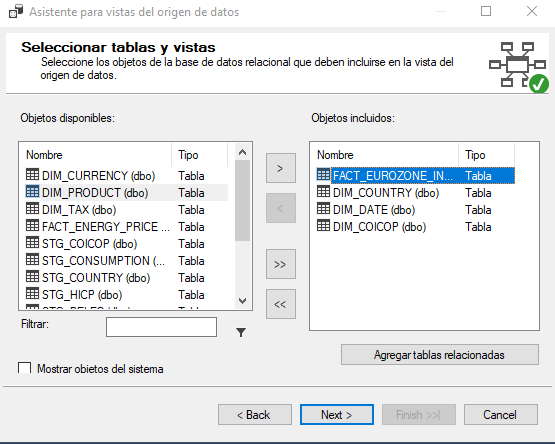 Asistente para vistas del origen de datos
Seleccionar tablas y vistas
Seleccione los objetos de la base de datos relacional que deben incluirse en la vista del
origen de datos.
Objetos disponibles:
Nombre Tipo
DIM_CURRENCY (dbo) Tabla
DIM_PRODUCT (dbo) Tabla
DIM_TAX (dbo) Tabla
FACT_ENERGY_PRICE ... Tabla
STG_COICOP (dbo) Tabla
STG_CONSUMPTION (... Tabla
STG_COUNTRY (dbo) Tabla
STG_HICP (dbo) Tabla
Filtrar:
Mostrar objetos del sistema
>
<
>>
<<
Objetos incluidos:
Nombre Tipo
FACT_EUROZONE_IN... Tabla
DIM_COUNTRY (dbo) Tabla
DIM_DATE (dbo) Tabla
DIM_COICOP (dbo) Tabla
Agregar tablas relacionadas
< Back
Next >
Finish >>|
Cancel